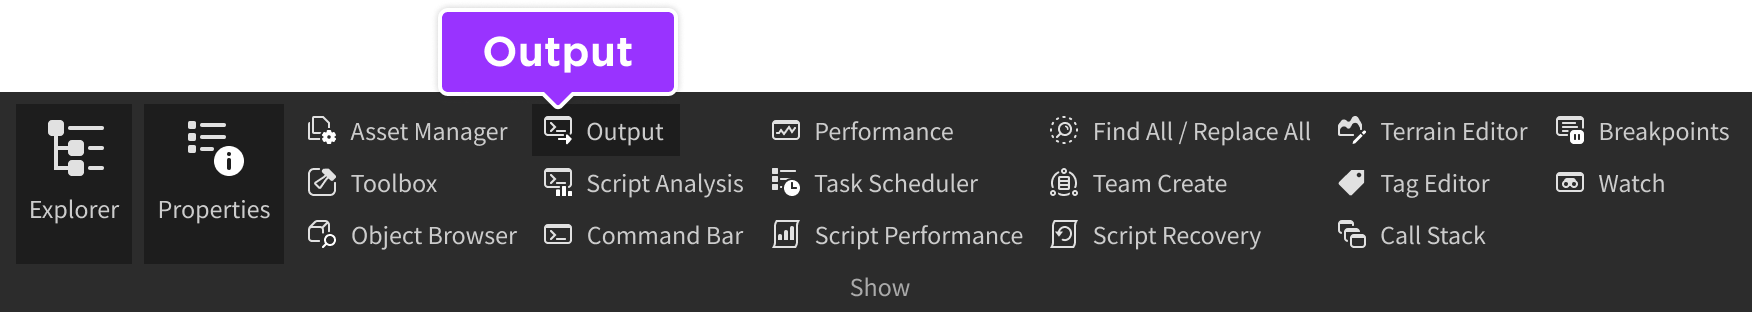 Output
Explorer
Properties
Asset Manager
Toolbox
Object Browser
Output
Script Analysis
Command Bar
Performance
Task Scheduler
Script Performance
Find All / Replace All
Team Create
Script Recovery
Terrain Editor
Tag Editor
Call Stack
Breakpoints
Watch
Show